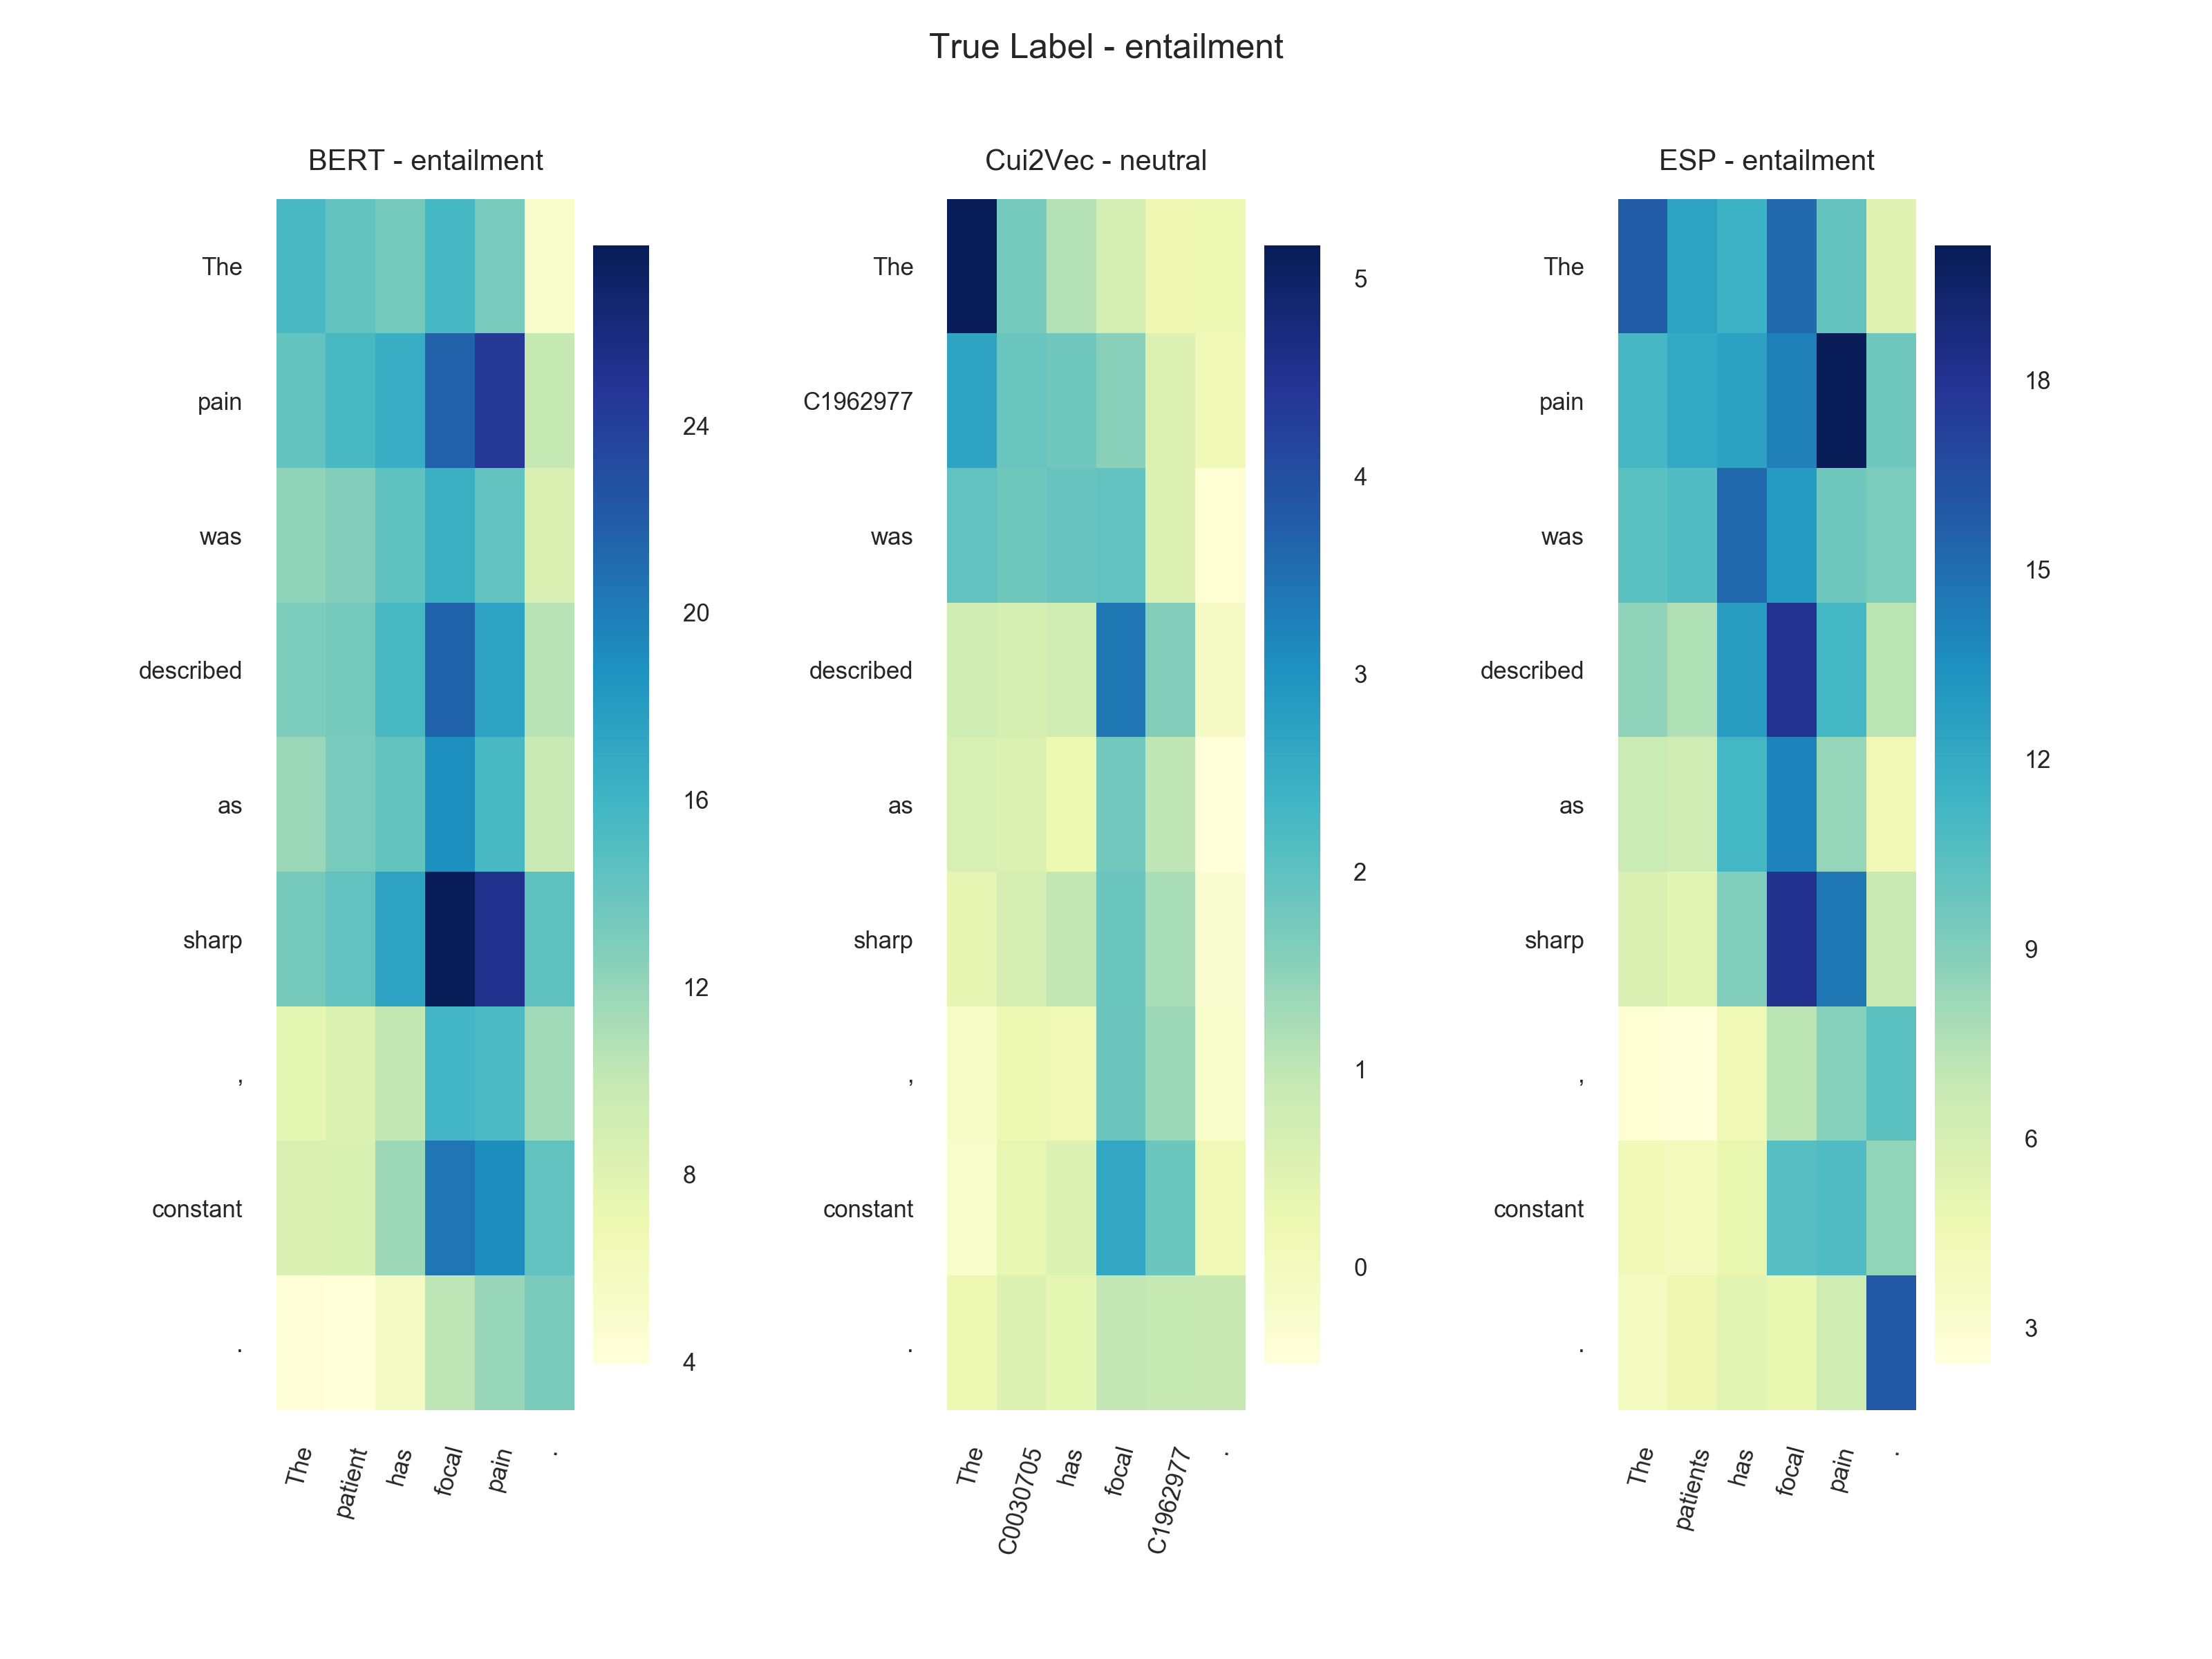 True Label - entailment
BERT - entailment
The
pain
was
described
as
sharp
,
constant
.
The
patient
has
focal
pain
.
24
20
16
12
8
4
Cui2Vec - neutral
The
C1962977
was
described
as
sharp
,
constant
.
The
C0030705
has
focal
C1962977
.
5
4
3
2
1
0
ESP - entailment
The
pain
was
described
as
sharp
,
constant
.
The
patients
has
focal
pain
.
18
15
12
9
6
3